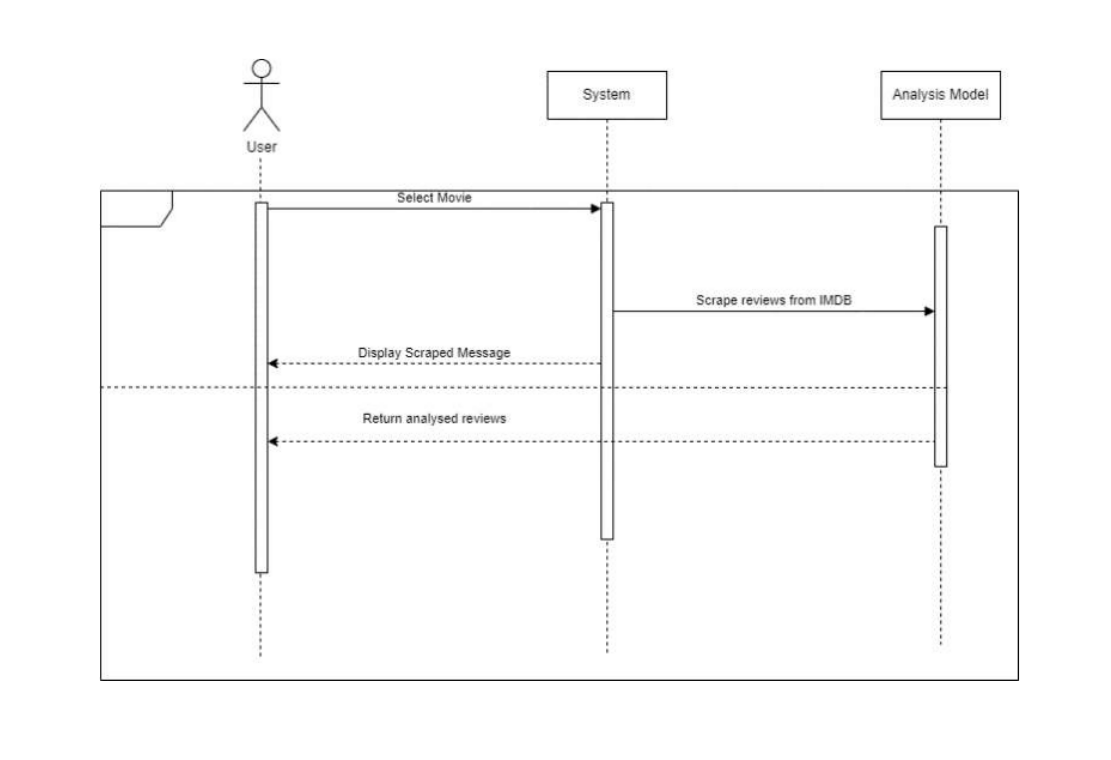 System
Analysis Model
User
Select Movie
Scrape reviews from IMDB
Display Scraped Message
Return analysed reviews